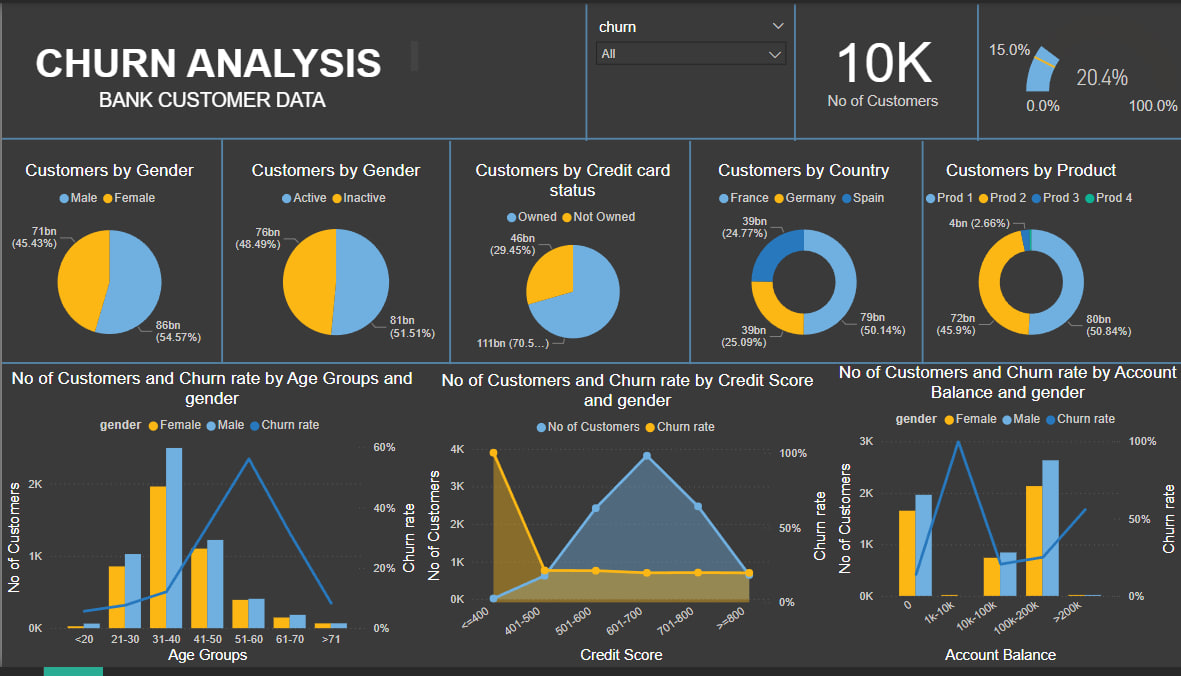 CHURN ANALYSIS
BANK CUSTOMER DATA
churn
All
10K
No of Customers
15.0%
20.4%
0.0%
100.0%
Customers by Gender
Male Female
71bn
(45.43%)
86bn
(54.57%)
Customers by Gender
Active Inactive
76bn
(48.49%)
81bn
(51.51%)
Customers by Credit card
status
Owned Not Owned
46bn
(29.45%)
111bn (70.5...)
Customers by Country
France Germany Spain
39bn
(24.77%)
39bn
(25.09%)
79bn
(50.14%)
Customers by Product
Prod 1 Prod 2 Prod 3 Prod 4
4bn (2.66%)
72bn
(45.9%)
80bn
(50.84%)
No of Customers and Churn rate by Age Groups and
gender
gender Female Male Churn rate
No of Customers
2K
1K
0K
60%
40%
20%
0%
Churn rate
<20 21-30 31-40 41-50 51-60 61-70 >71
Age Groups
No of Customers and Churn rate by Credit Score
and gender
No of Customers Churn rate
No of Customers
4K
3K
2K
1K
0K
100%
50%
0%
Churn rate
<=400 401-500 501-600 601-700 701-800 >=800
Credit Score
No of Customers and Churn rate by Account
Balance and gender
gender Female Male Churn rate
No of Customers
3K
2K
1K
0K
100%
50%
0%
Churn rate
0 1k-10k 10k-100k 100k-200k >200k
Account Balance